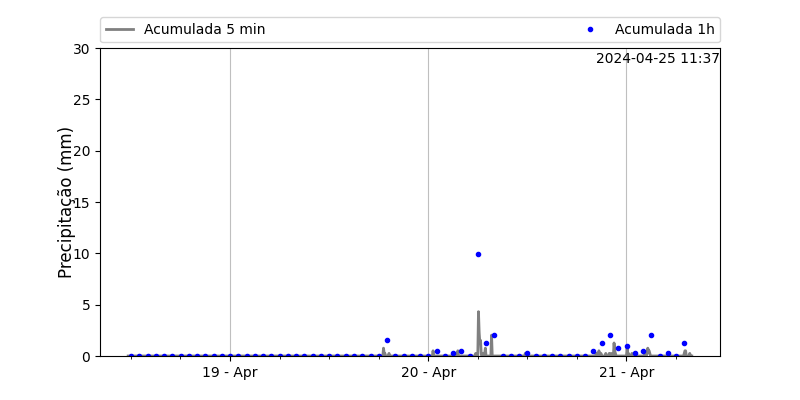 Acumulada 5 min
Acumulada 1h
2024-04-25 11:37
Precipitação (mm)
30
25
20
15
10
5
0
19 - Apr
20 - Apr
21 - Apr